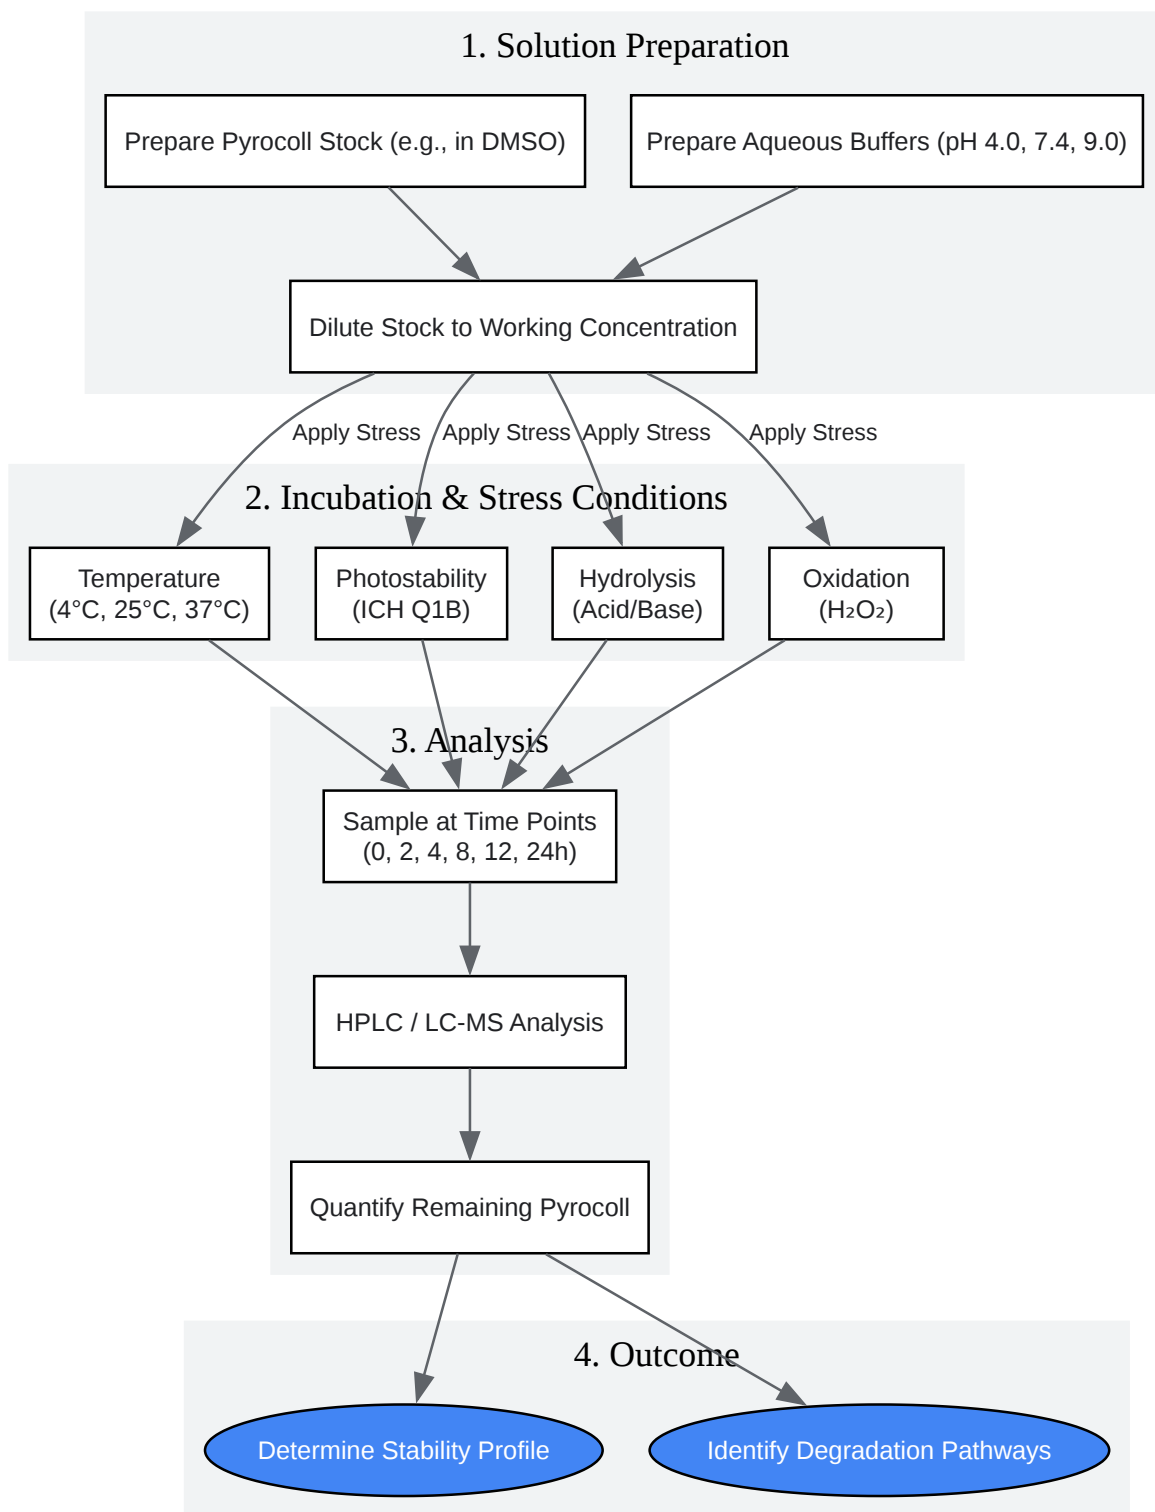 1. Solution Preparation
Prepare Pyrocoll Stock (e.g., in DMSO)
Prepare Aqueous Buffers (pH 4.0, 7.4, 9.0)
Dilute Stock to Working Concentration
Apply Stress
Apply Stress
Apply Stress
Apply Stress
2. Incubation & Stress Conditions
Temperature
(4°C, 25°C, 37°C)
Photostability
(ICH Q1B)
Hydrolysis
(Acid/Base)
Oxidation
(H₂O₂)
3. Analysis
Sample at Time Points
(0, 2, 4, 8, 12, 24h)
HPLC / LC-MS Analysis
Quantify Remaining Pyrocoll
4. Outcome
Determine Stability Profile
Identify Degradation Pathways